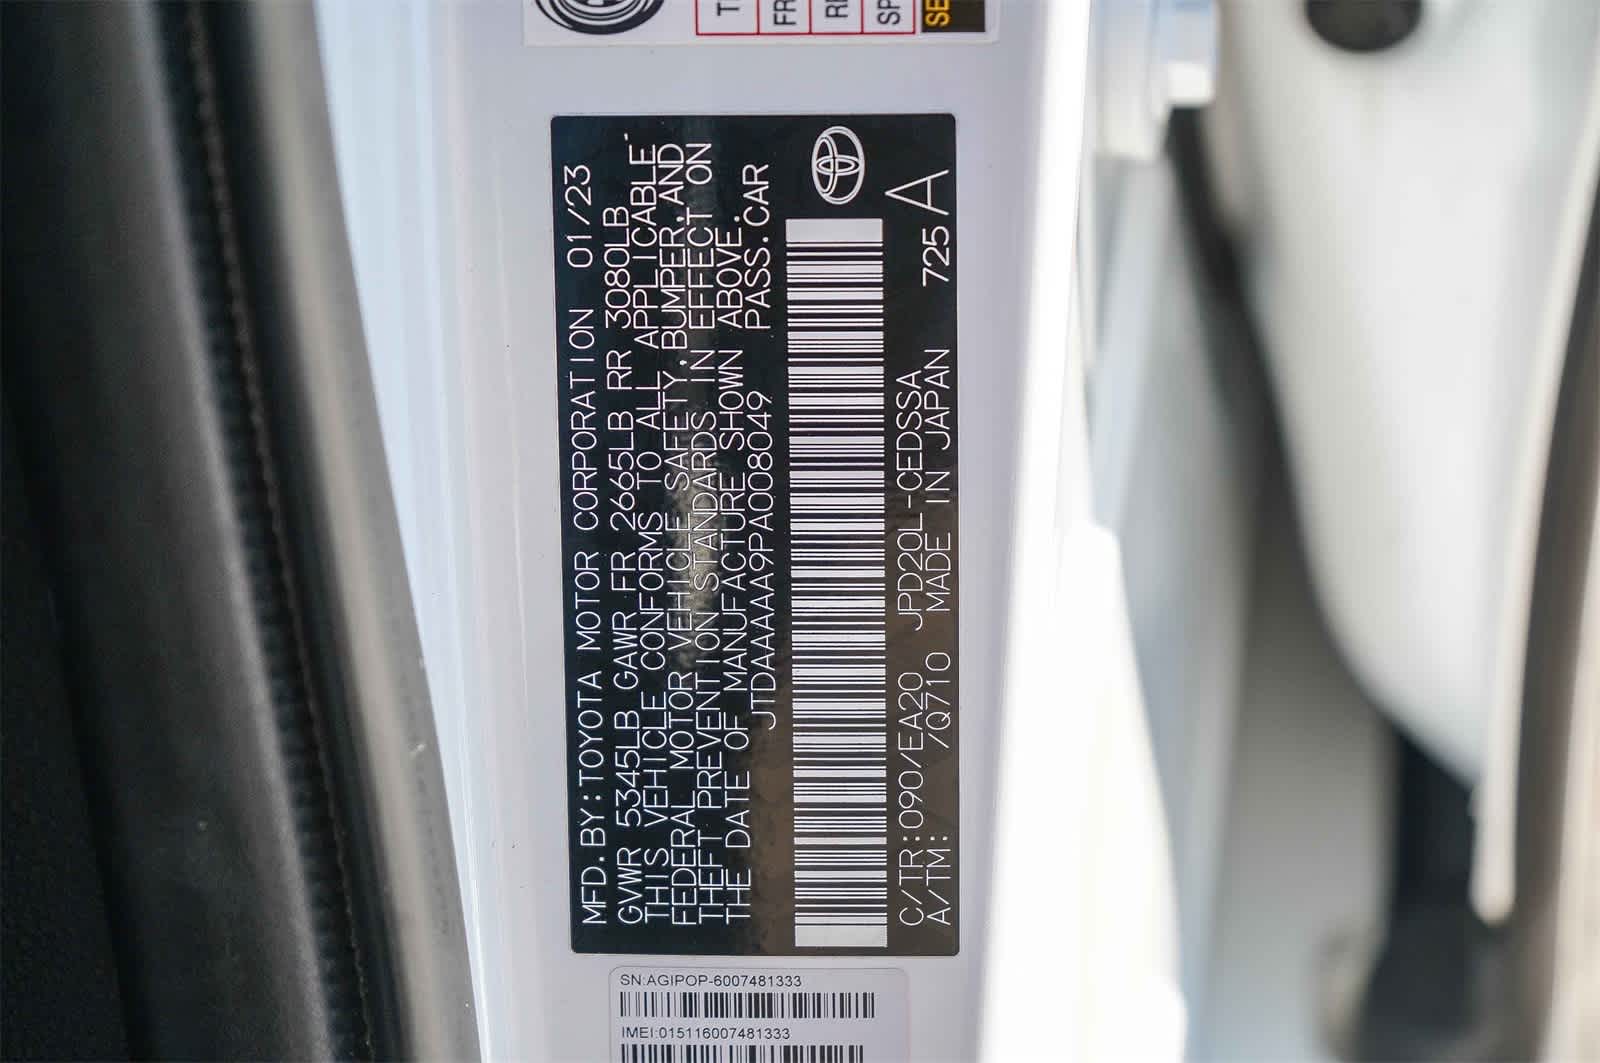 MFD.BY:TOYOTA MOTOR CORPORATION 01/23
GVWR 5345LB GAWR FR 2665LB RR 3080LB
THIS VEHICLE CONFORMS TO ALL APPLICABLE
FEDERAL MOTOR VEHICLE SAFETY,BUMPER,AND
THEFT PREVENTION STANDARDS IN EFFECT ON
THE DATE OF MANUFACTURE SHOWN ABOVE.
JTDAAAAA9PA008049 PASS.CAR
C/TR:090/EA20 JPD20L-CEDSSA 725A
A/TM: /Q710 MADE IN JAPAN
SN:AGIPOP-6007481333
IMEI:015116007481333